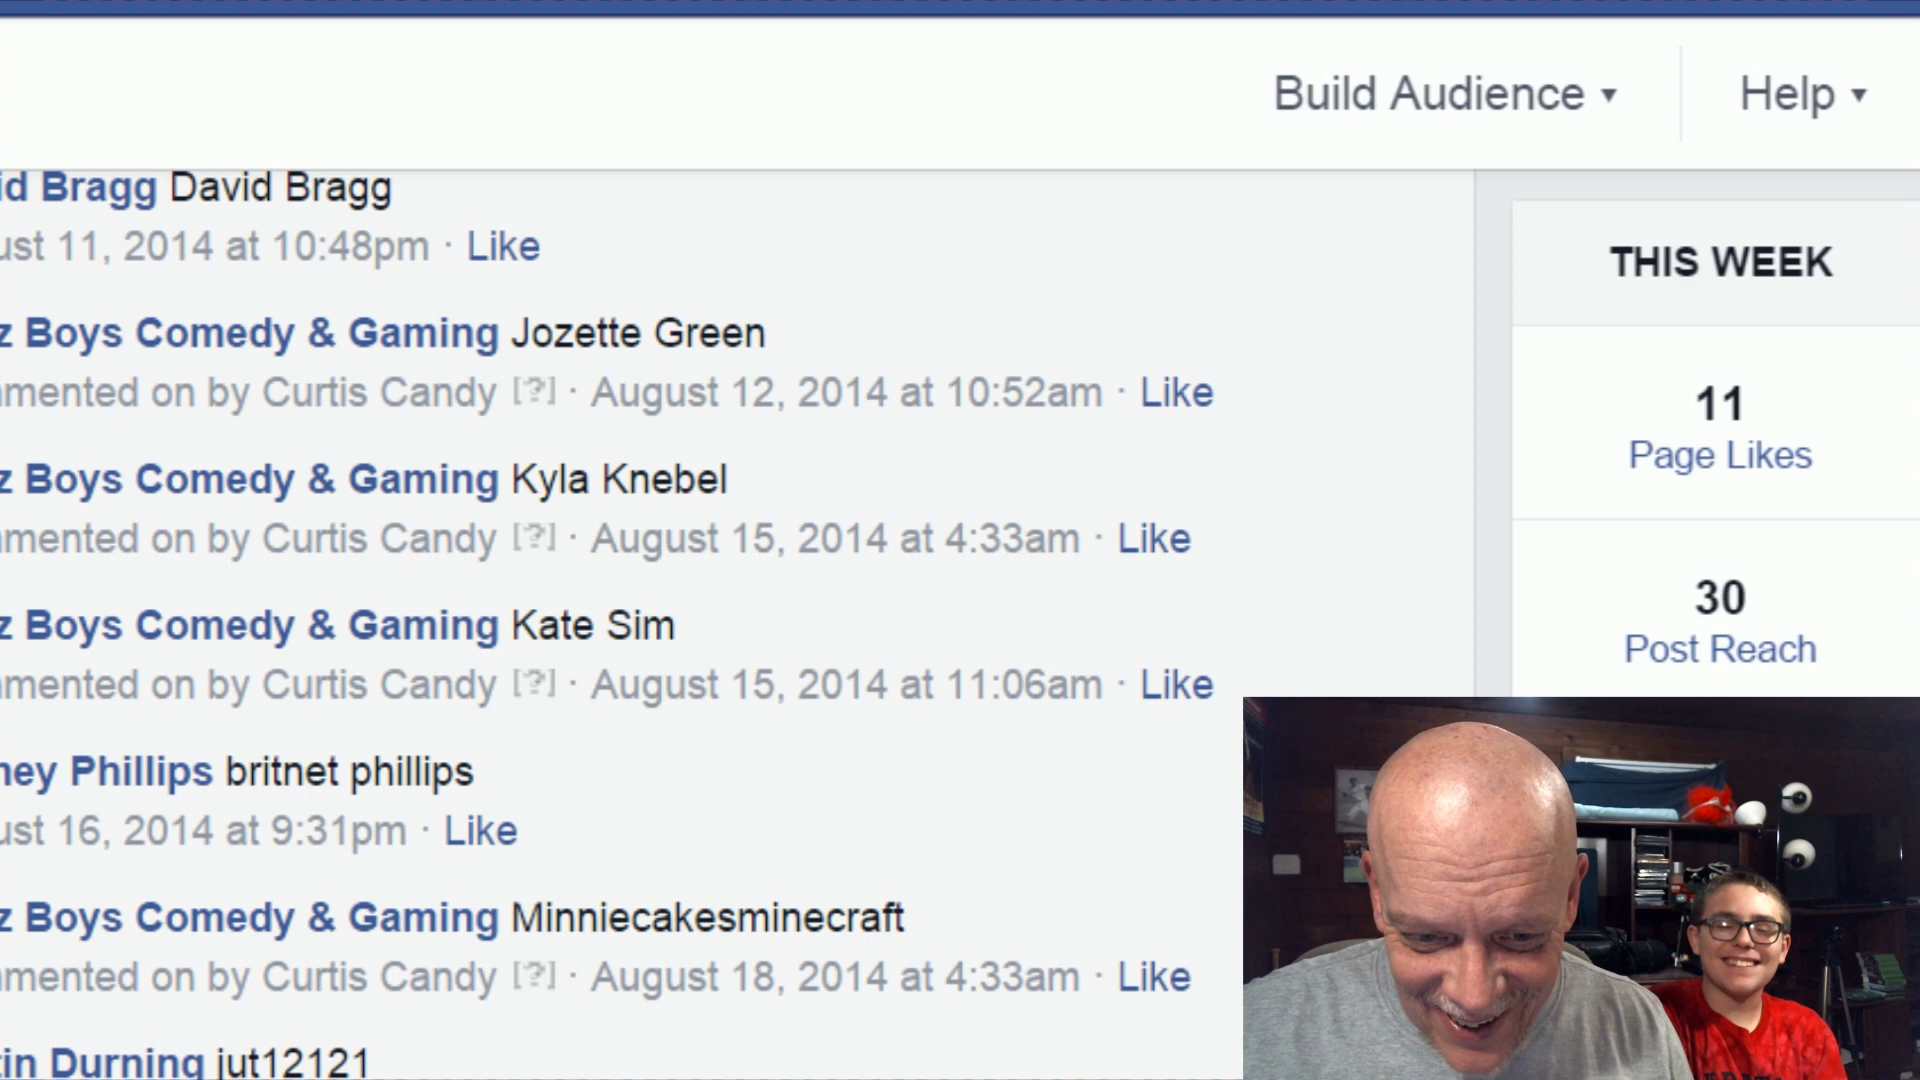 Build Audience ▾ Help ▾
id Bragg David Bragg
ust 11, 2014 at 10:48pm · Like
THIS WEEK
z Boys Comedy & Gaming Jozette Green
mmented on by Curtis Candy [?] · August 12, 2014 at 10:52am · Like
11
Page Likes
z Boys Comedy & Gaming Kyla Knebel
mmented on by Curtis Candy [?] · August 15, 2014 at 4:33am · Like
30
Post Reach
z Boys Comedy & Gaming Kate Sim
mmented on by Curtis Candy [?] · August 15, 2014 at 11:06am · Like
ney Phillips britnet phillips
ust 16, 2014 at 9:31pm · Like
z Boys Comedy & Gaming Minniecakesminecraft
mmented on by Curtis Candy [?] · August 18, 2014 at 4:33am · Like
tin Durning jut12121